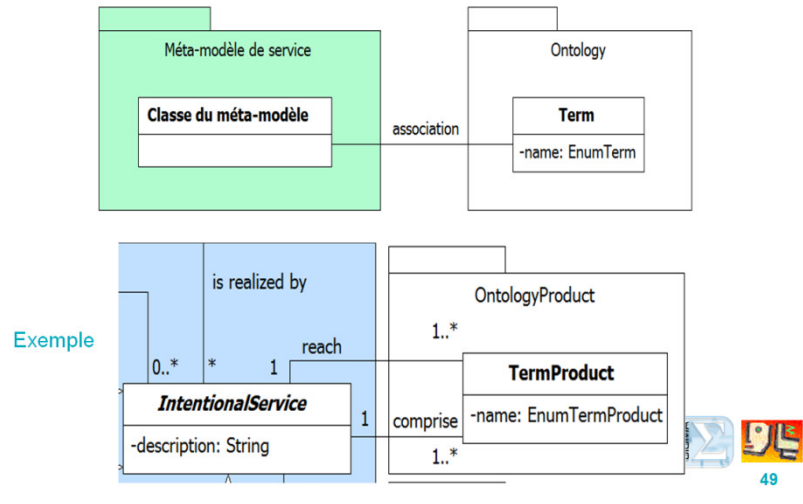 Méta-modèle de service
Ontology
Classe du méta-modèle
association
Term
-name: EnumTerm
is realized by
OntologyProduct
Exemple
1..*
reach
0..*
*
1
TermProduct
IntentionalService
1
comprise
-name: EnumTermProduct
-description: String
1..*
49